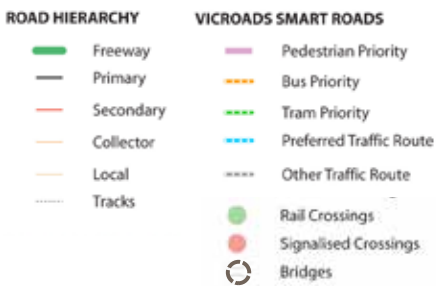 ROAD HIERARCHY
Freeway
Primary
Secondary
Collector
Local
Tracks
VICROADS SMART ROADS
Pedestrian Priority
Bus Priority
Tram Priority
Preferred Traffic Route
Other Traffic Route
Rail Crossings
Signalised Crossings
Bridges